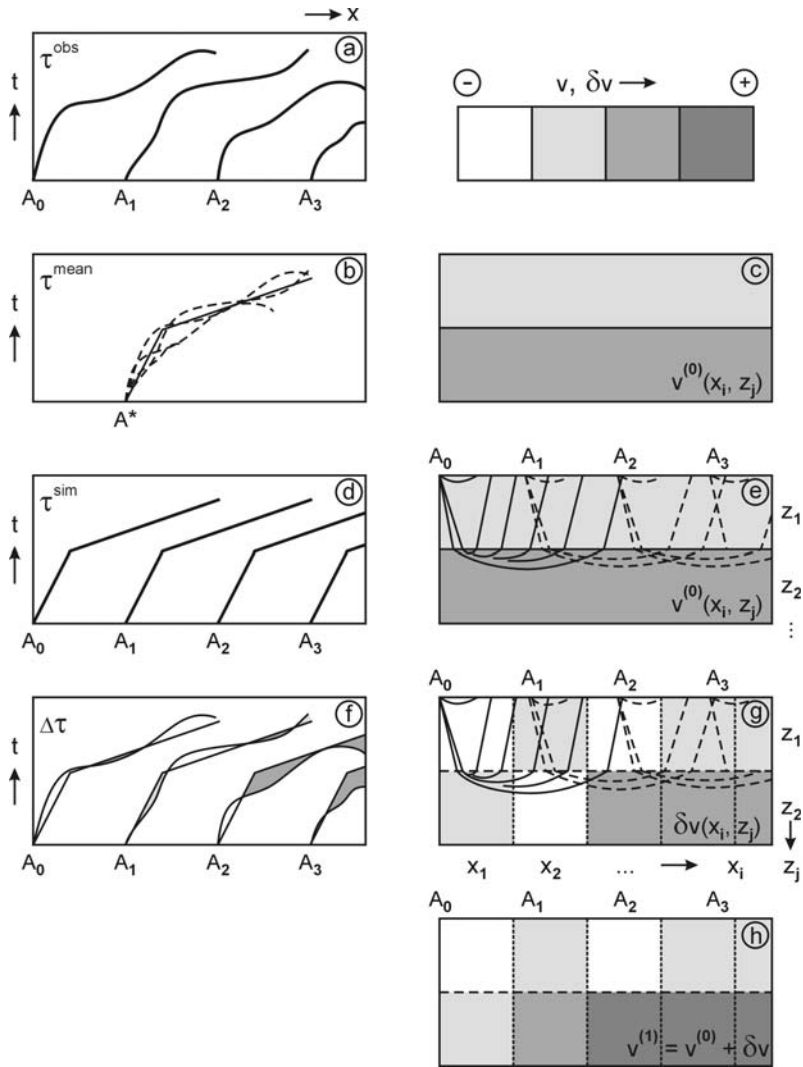 → x
τ^obs
a
t
A₀ A₁ A₂ A₃
v, δv →
- +
τ^mean
b
t
A*
c
v^(0)(x_i, z_j)
τ^sim
d
t
A₀ A₁ A₂ A₃
A₀ A₁ A₂ A₃
e
z₁
z₂
v^(0)(x_i, z_j)
⋮
Δτ
f
t
A₀ A₁ A₂ A₃
A₀ A₁ A₂ A₃
g
z₁
z₂
δv(x_i, z_j)
x₁ x₂ ... → x_i z_j
A₀ A₁ A₂ A₃
h
v^(1) = v^(0) + δv